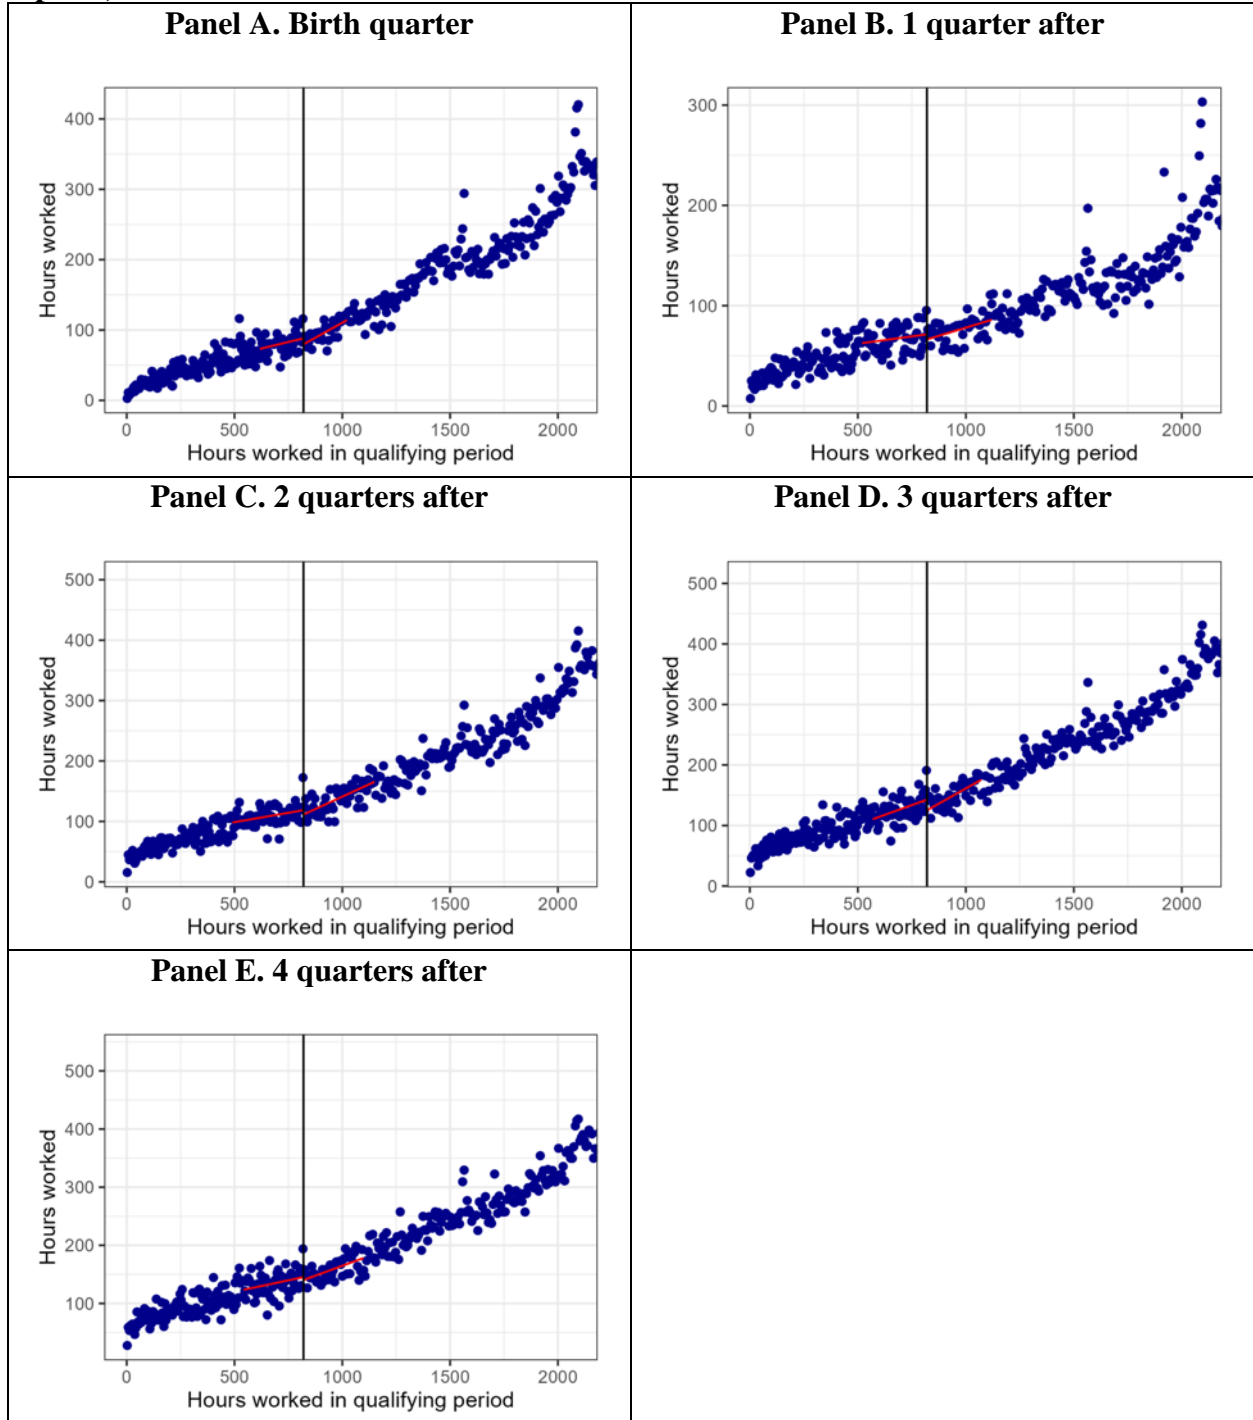 Panel A. Birth quarter
400
300
200
100
0
Hours worked
0 500 1000 1500 2000
Hours worked in qualifying period
Panel B. 1 quarter after
300
200
100
0
Hours worked
0 500 1000 1500 2000
Hours worked in qualifying period
Panel C. 2 quarters after
500
400
300
200
100
0
Hours worked
0 500 1000 1500 2000
Hours worked in qualifying period
Panel D. 3 quarters after
500
400
300
200
100
0
Hours worked
0 500 1000 1500 2000
Hours worked in qualifying period
Panel E. 4 quarters after
500
400
300
200
100
Hours worked
0 500 1000 1500 2000
Hours worked in qualifying period